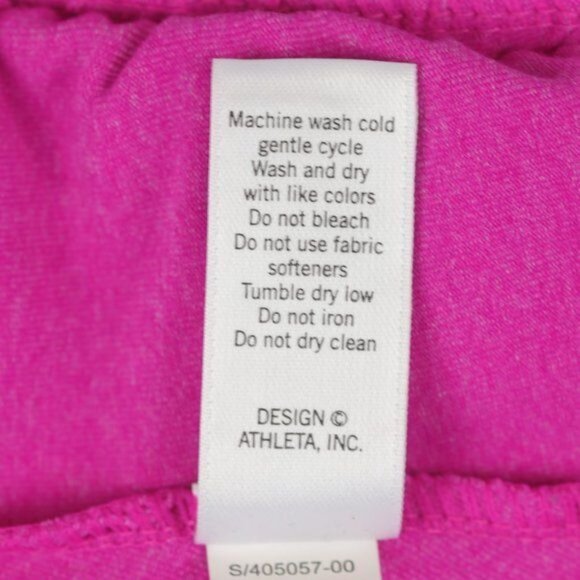 Machine wash cold
gentle cycle
Wash and dry
with like colors
Do not bleach
Do not use fabric
softeners
Tumble dry low
Do not iron
Do not dry clean
DESIGN ©
ATHLETA, INC.
S/405057-00